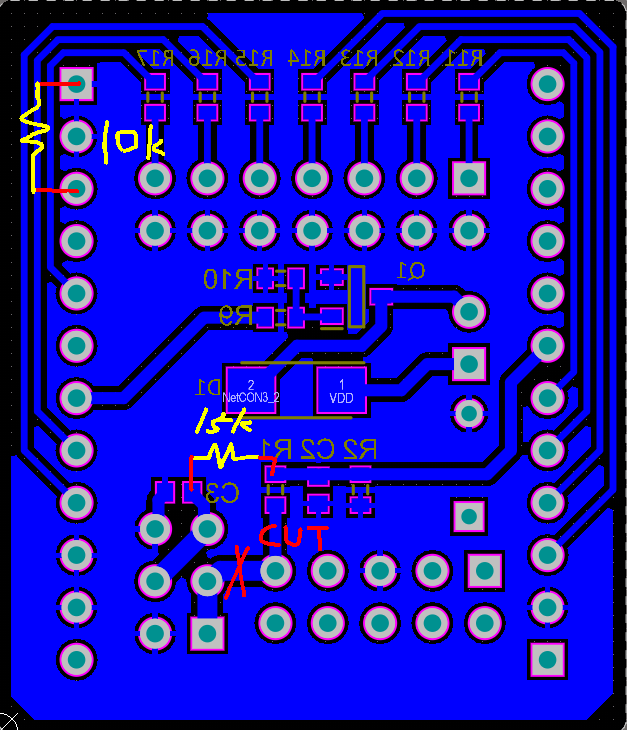 R17 R16 R15 R14 R13 R12 R11
10k
R10 Q1
R9
D1 2 1
NetCON3_2 VDD
15k
R1 C2 R2
C3
CUT
X